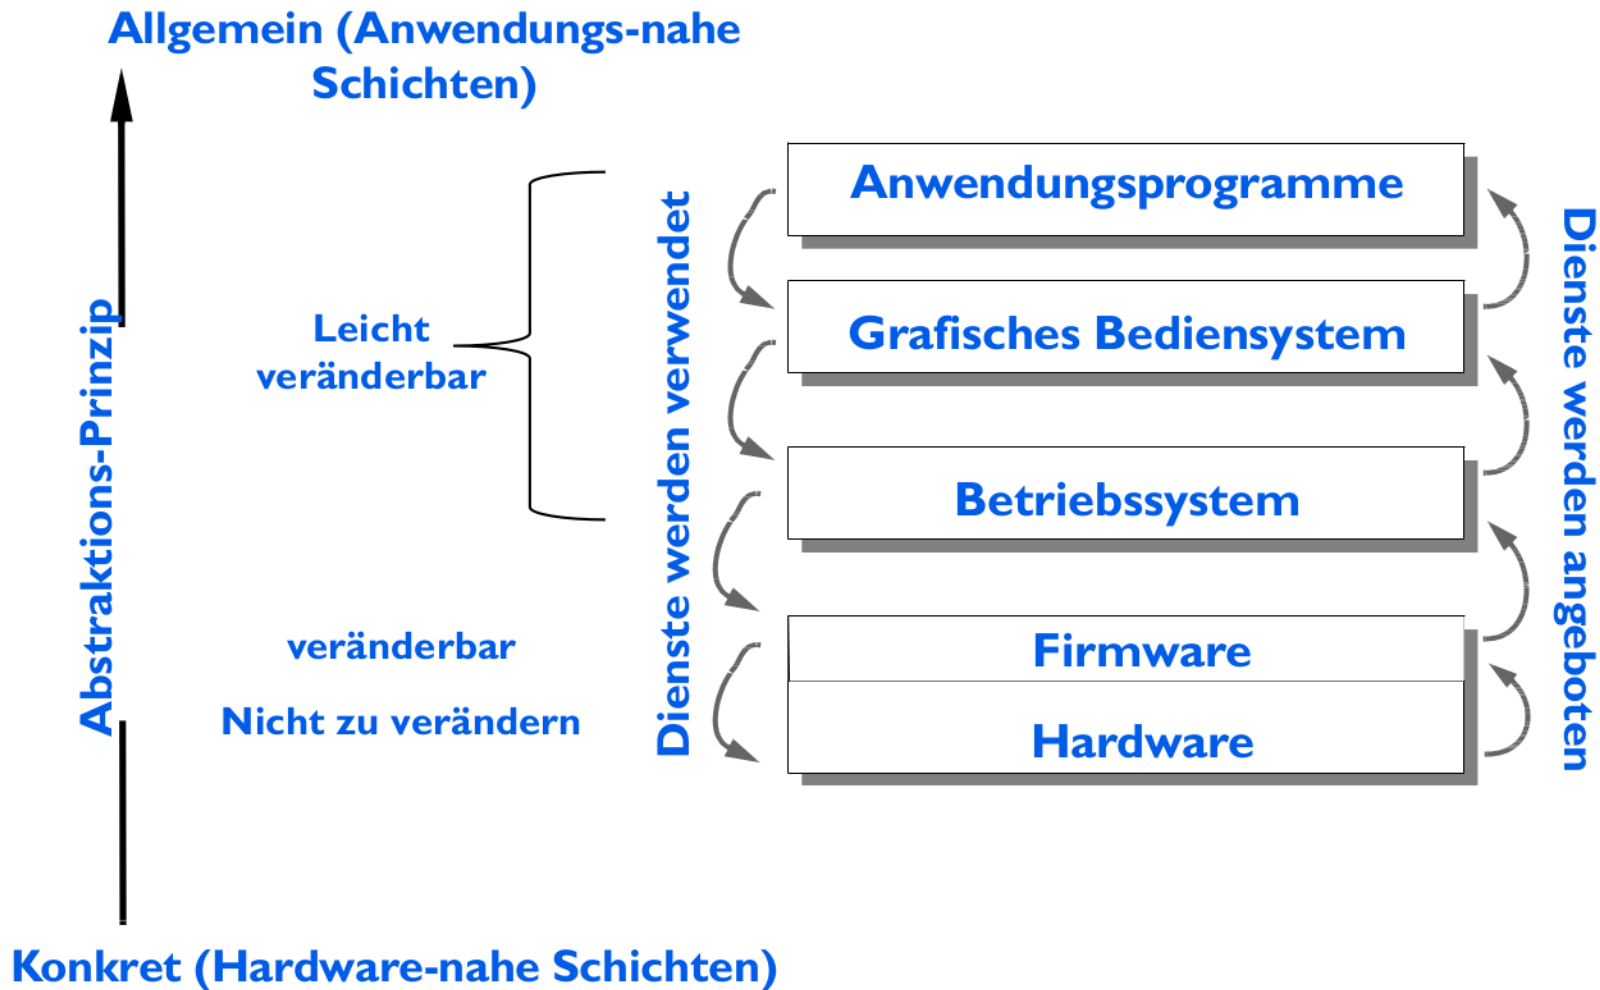 Allgemein (Anwendungs-nahe
Schichten)
Abstraktions-Prinzip
Leicht
veränderbar
veränderbar
Nicht zu verändern
Dienste werden verwendet
Anwendungsprogramme
Grafisches Bediensystem
Betriebssystem
Firmware
Hardware
Dienste werden angeboten
Konkret (Hardware-nahe Schichten)